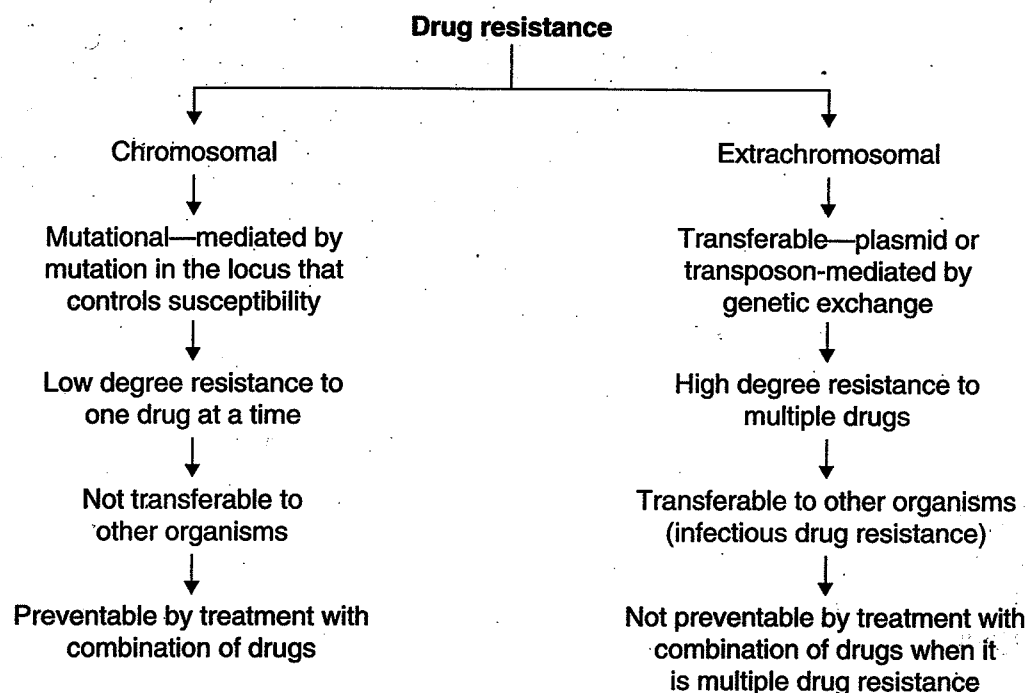 Drug resistance
Chromosomal
Mutational—mediated by
mutation in the locus that
controls susceptibility
Low degree resistance to
one drug at a time
Not transferable to
other organisms
Preventable by treatment with
combination of drugs
Extrachromosomal
Transferable—plasmid or
transposon-mediated by
genetic exchange
High degree resistance to
multiple drugs
Transferable to other organisms
(infectious drug resistance)
Not preventable by treatment with
combination of drugs when it
is multiple drug resistance